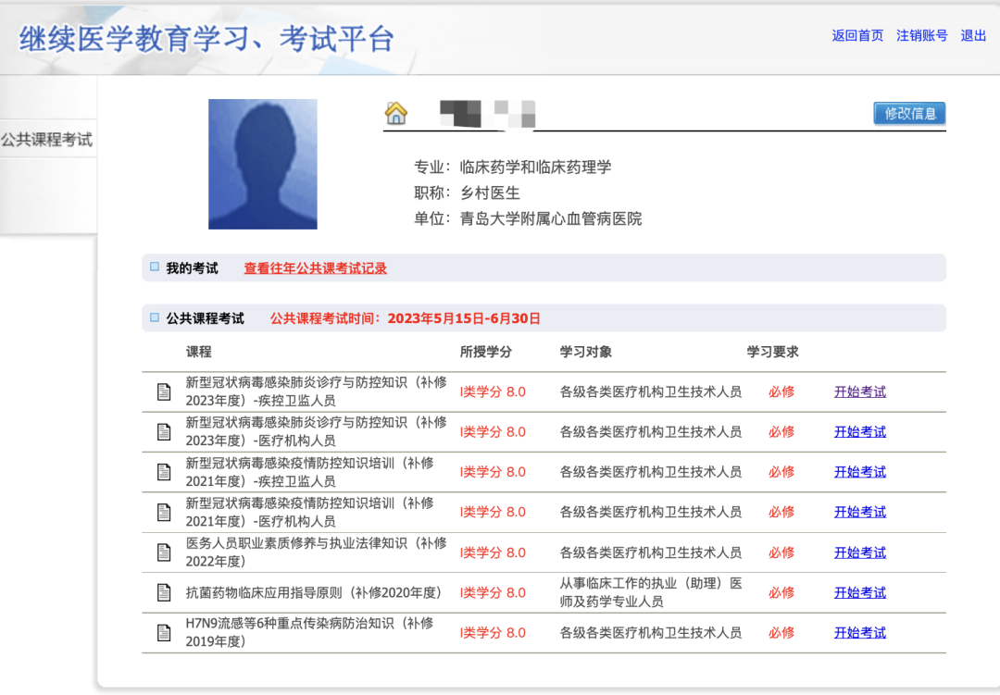 继续医学教育学习、考试平台
返回首页 注销账号 退出
公共课程考试
修改信息
专业：临床药学和临床药理学
职称：乡村医生
单位：青岛大学附属心血管病医院
我的考试 查看往年公共课考试记录
公共课程考试 公共课程考试时间：2023年5月15日-6月30日
课程 所授学分 学习对象 学习要求
新型冠状病毒感染肺炎诊疗与防控知识（补修
2023年度）-疾控卫监人员
I类学分 8.0 各级各类医疗机构卫生技术人员 必修 开始考试
新型冠状病毒感染肺炎诊疗与防控知识（补修
2023年度）-医疗机构人员
I类学分 8.0 各级各类医疗机构卫生技术人员 必修 开始考试
新型冠状病毒感染疫情防控知识培训（补修
2021年度）-疾控卫监人员
I类学分 8.0 各级各类医疗机构卫生技术人员 必修 开始考试
新型冠状病毒感染疫情防控知识培训（补修
2021年度）-医疗机构人员
I类学分 8.0 各级各类医疗机构卫生技术人员 必修 开始考试
医务人员职业素质修养与执业法律知识（补修
2022年度）
I类学分 8.0 各级各类医疗机构卫生技术人员 必修 开始考试
抗菌药物临床应用指导原则（补修2020年度）
I类学分 8.0
从事临床工作的执业（助理）医
师及药学专业人员
必修 开始考试
H7N9流感等6种重点传染病防治知识（补修
2019年度）
I类学分 8.0 各级各类医疗机构卫生技术人员 必修 开始考试